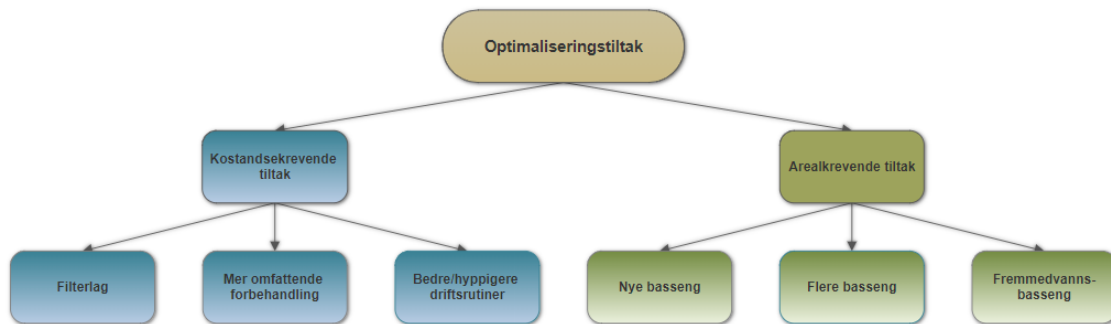 Optimaliseringstiltak
Kostandsekrevende
tiltak
Arealkrevende tiltak
Filterlag
Mer omfattende
forbehandling
Bedre/hyppigere
driftsrutiner
Nye basseng
Flere basseng
Fremmedvanns-
basseng